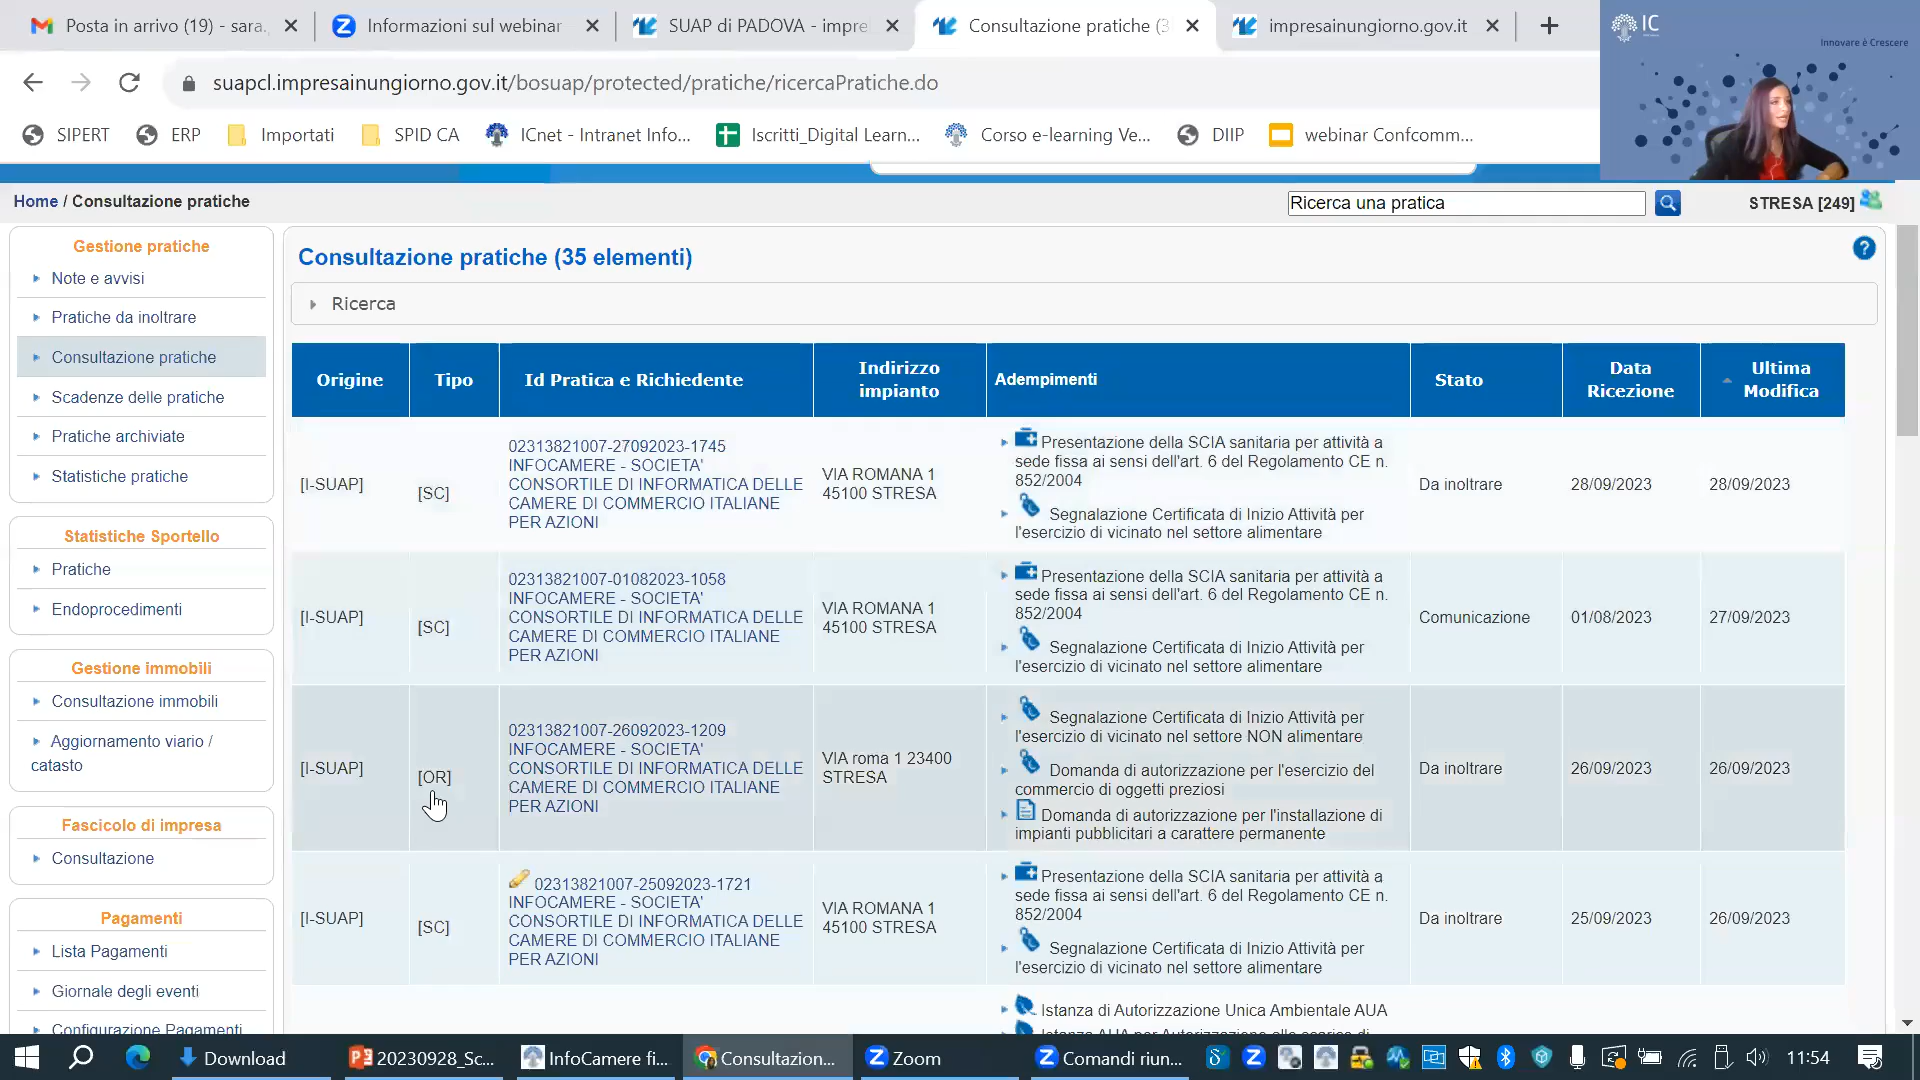 Posta in arrivo (19) - sara.
Informazioni sul webinar
SUAP di PADOVA - impre
Consultazione pratiche (3
impresainungiorno.gov.it
IC
Innovare è Crescere
suapcl.impresainungiorno.gov.it/bosuap/protected/pratiche/ricercaPratiche.do
SIPERT
ERP
Importati
SPID CA
ICnet - Intranet Info...
Iscritti_Digital Learn...
Corso e-learning Ve...
DIIP
webinar Confcomm...
Home / Consultazione pratiche
Ricerca una pratica
STRESA [249]
Gestione pratiche
Note e avvisi
Pratiche da inoltrare
Consultazione pratiche
Scadenze delle pratiche
Pratiche archiviate
Statistiche pratiche
Statistiche Sportello
Pratiche
Endoprocedimenti
Gestione immobili
Consultazione immobili
Aggiornamento viario /
catasto
Fascicolo di impresa
Consultazione
Pagamenti
Lista Pagamenti
Giornale degli eventi
Configurazione Pagamenti
Consultazione pratiche (35 elementi)
?
Ricerca
Origine
Tipo
Id Pratica e Richiedente
Indirizzo
impianto
Adempimenti
Stato
Data
Ricezione
Ultima
Modifica
[I-SUAP]
[SC]
02313821007-27092023-1745
INFOCAMERE - SOCIETA'
CONSORTILE DI INFORMATICA DELLE
CAMERE DI COMMERCIO ITALIANE
PER AZIONI
VIA ROMANA 1
45100 STRESA
Presentazione della SCIA sanitaria per attività a
sede fissa ai sensi dell'art. 6 del Regolamento CE n.
852/2004
Segnalazione Certificata di Inizio Attività per
l'esercizio di vicinato nel settore alimentare
Da inoltrare
28/09/2023
28/09/2023
[I-SUAP]
[SC]
02313821007-01082023-1058
INFOCAMERE - SOCIETA'
CONSORTILE DI INFORMATICA DELLE
CAMERE DI COMMERCIO ITALIANE
PER AZIONI
VIA ROMANA 1
45100 STRESA
Presentazione della SCIA sanitaria per attività a
sede fissa ai sensi dell'art. 6 del Regolamento CE n.
852/2004
Segnalazione Certificata di Inizio Attività per
l'esercizio di vicinato nel settore alimentare
Comunicazione
01/08/2023
27/09/2023
[I-SUAP]
[OR]
02313821007-26092023-1209
INFOCAMERE - SOCIETA'
CONSORTILE DI INFORMATICA DELLE
CAMERE DI COMMERCIO ITALIANE
PER AZIONI
VIA roma 1 23400
STRESA
Segnalazione Certificata di Inizio Attività per
l'esercizio di vicinato nel settore NON alimentare
Domanda di autorizzazione per l'esercizio del
commercio di oggetti preziosi
Domanda di autorizzazione per l'installazione di
impianti pubblicitari a carattere permanente
Da inoltrare
26/09/2023
26/09/2023
[I-SUAP]
[SC]
02313821007-25092023-1721
INFOCAMERE - SOCIETA'
CONSORTILE DI INFORMATICA DELLE
CAMERE DI COMMERCIO ITALIANE
PER AZIONI
VIA ROMANA 1
45100 STRESA
Presentazione della SCIA sanitaria per attività a
sede fissa ai sensi dell'art. 6 del Regolamento CE n.
852/2004
Segnalazione Certificata di Inizio Attività per
l'esercizio di vicinato nel settore alimentare
Da inoltrare
25/09/2023
26/09/2023
Istanza di Autorizzazione Unica Ambientale AUA
Download
20230928_Sc...
InfoCamere fi...
Consultazion...
Zoom
Comandi riun...
11:54